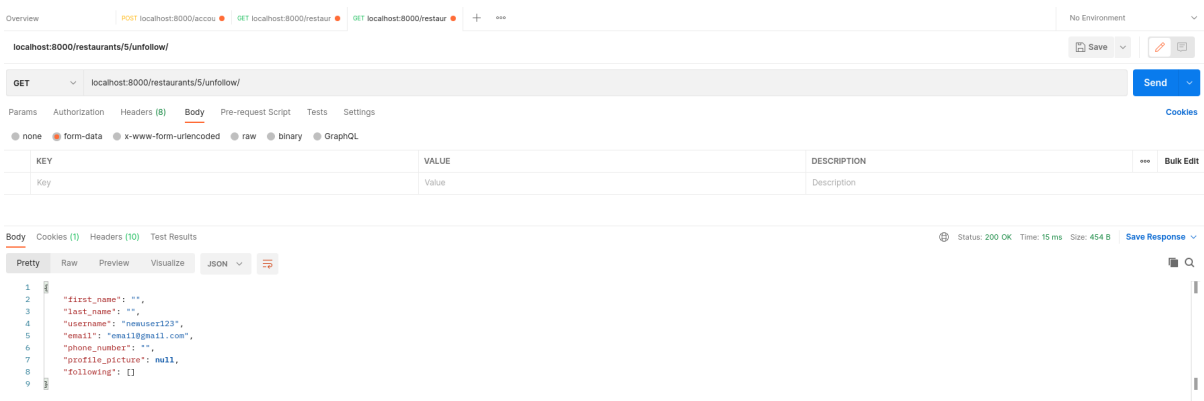 Overview POST localhost:8000/accou GET localhost:8000/restaur GET localhost:8000/restaur + ooo No Environment
localhost:8000/restaurants/5/unfollow/ Save
GET localhost:8000/restaurants/5/unfollow/ Send
Params Authorization Headers (8) Body Pre-request Script Tests Settings Cookies
none form-data x-www-form-urlencoded raw binary GraphQL
KEY VALUE DESCRIPTION ooo Bulk Edit
Key Value Description
Body Cookies (1) Headers (10) Test Results Status: 200 OK Time: 15 ms Size: 454 B Save Response
Pretty Raw Preview Visualize JSON
1 {
2 "first_name": "",
3 "last_name": "",
4 "username": "newuser123",
5 "email": "email@gmail.com",
6 "phone_number": "",
7 "profile_picture": null,
8 "following": []
9 }